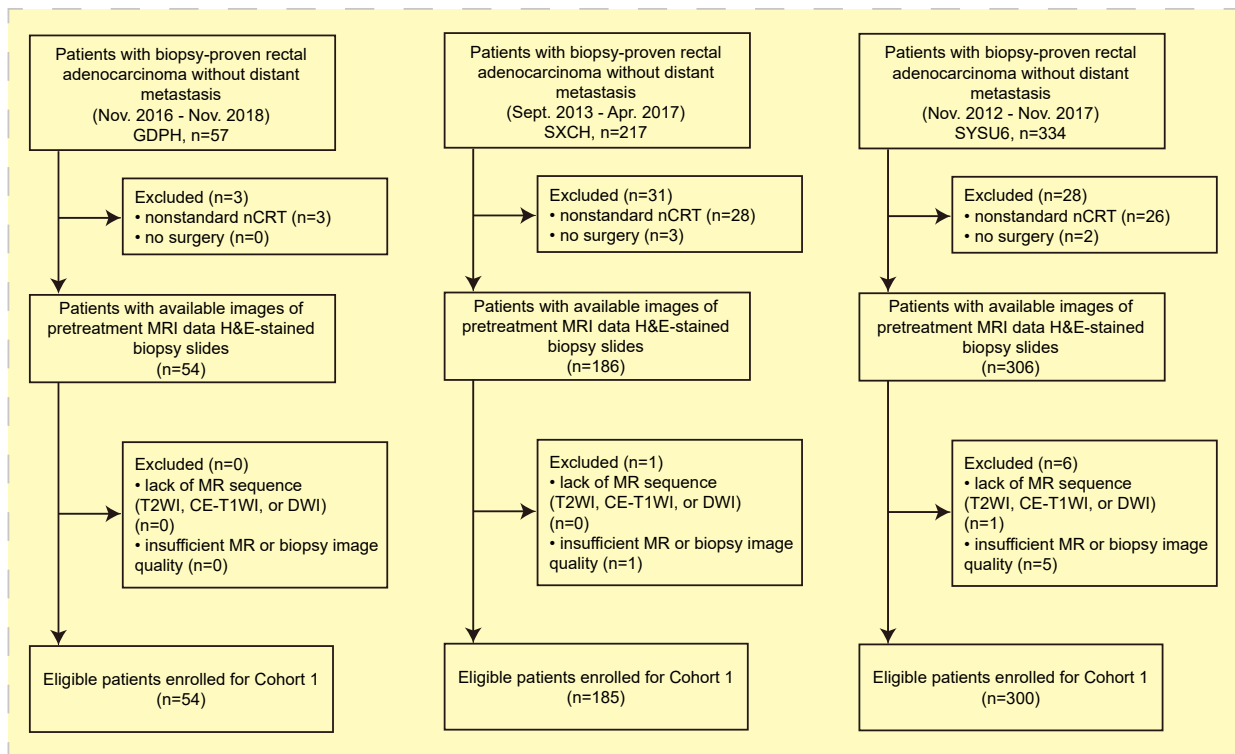 Patients with biopsy-proven rectal
adenocarcinoma without distant
metastasis
(Nov. 2016 - Nov. 2018)
GDPH, n=57
Excluded (n=3)
• nonstandard nCRT (n=3)
• no surgery (n=0)
Patients with available images of
pretreatment MRI data H&E-stained
biopsy slides
(n=54)
Excluded (n=0)
• lack of MR sequence
(T2WI, CE-T1WI, or DWI)
(n=0)
• insufficient MR or biopsy image
quality (n=0)
Eligible patients enrolled for Cohort 1
(n=54)
Patients with biopsy-proven rectal
adenocarcinoma without distant
metastasis
(Sept. 2013 - Apr. 2017)
SXCH, n=217
Excluded (n=31)
• nonstandard nCRT (n=28)
• no surgery (n=3)
Patients with available images of
pretreatment MRI data H&E-stained
biopsy slides
(n=186)
Excluded (n=1)
• lack of MR sequence
(T2WI, CE-T1WI, or DWI)
(n=0)
• insufficient MR or biopsy image
quality (n=1)
Eligible patients enrolled for Cohort 1
(n=185)
Patients with biopsy-proven rectal
adenocarcinoma without distant
metastasis
(Nov. 2012 - Nov. 2017)
SYSU6, n=334
Excluded (n=28)
• nonstandard nCRT (n=26)
• no surgery (n=2)
Patients with available images of
pretreatment MRI data H&E-stained
biopsy slides
(n=306)
Excluded (n=6)
• lack of MR sequence
(T2WI, CE-T1WI, or DWI)
(n=1)
• insufficient MR or biopsy image
quality (n=5)
Eligible patients enrolled for Cohort 1
(n=300)